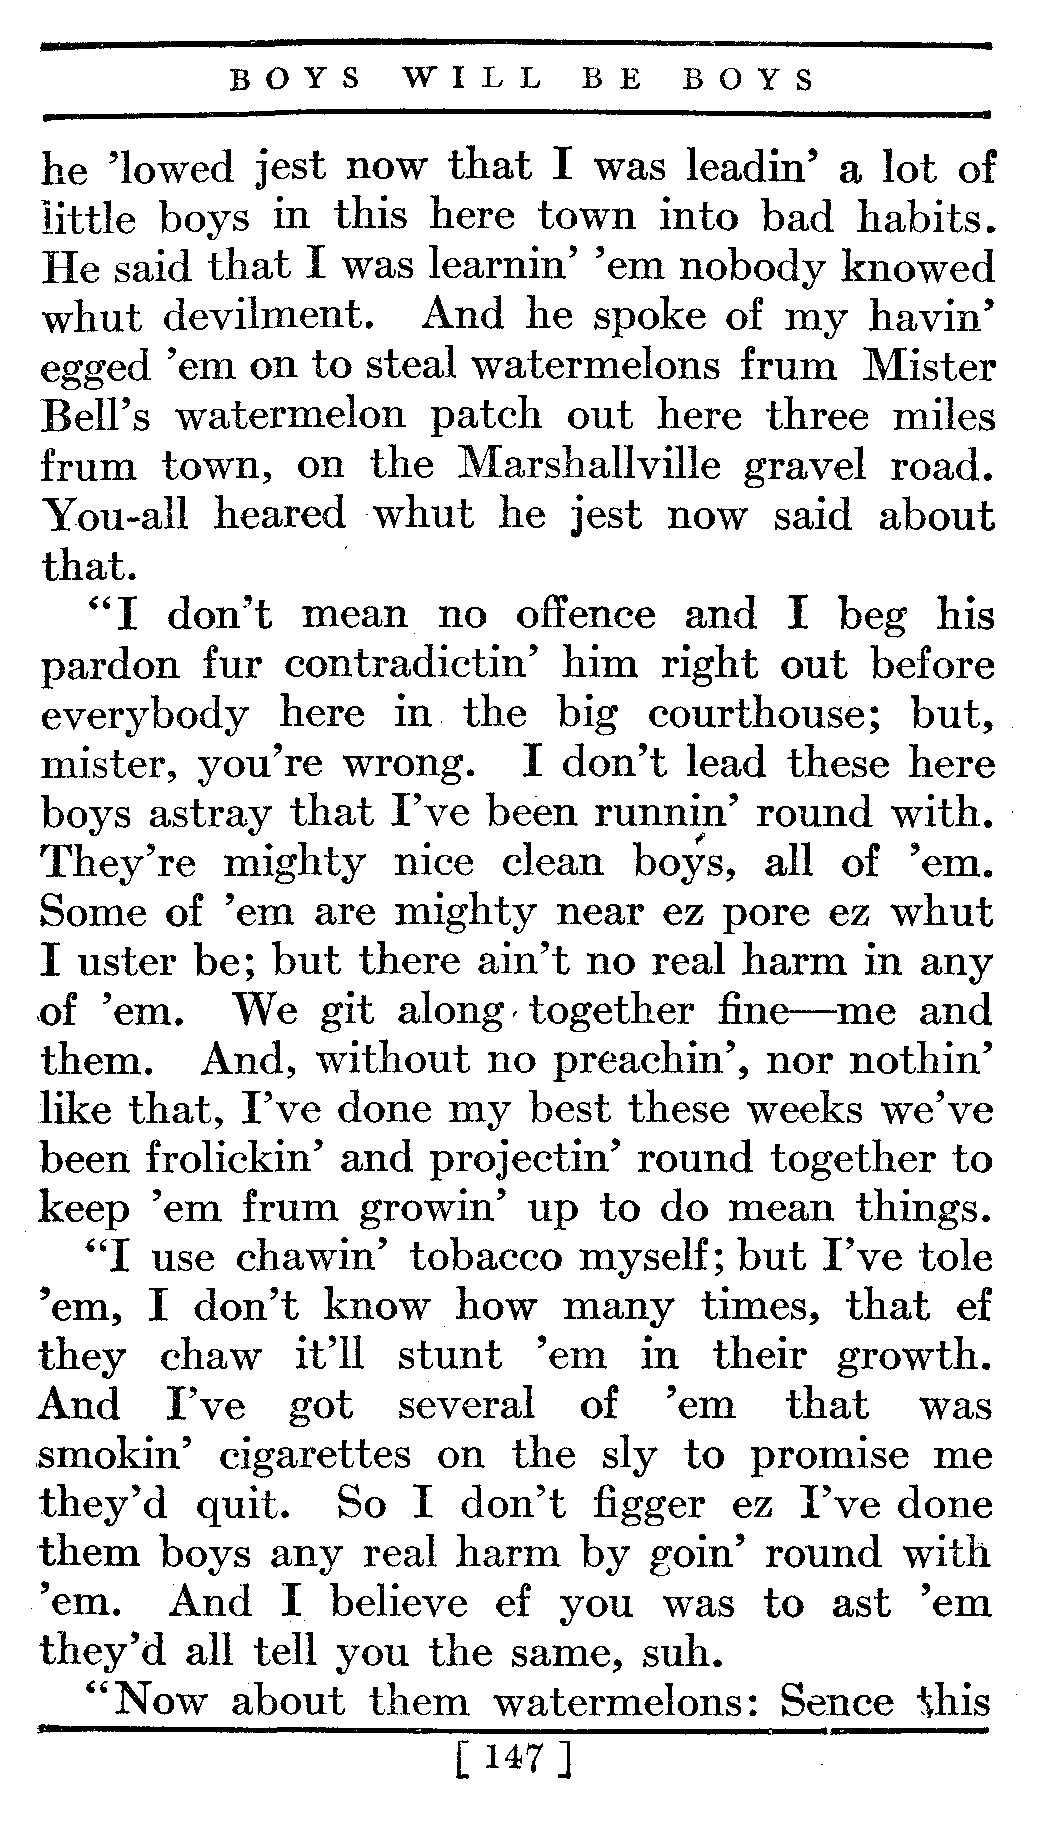 BOYS WILL BE BOYS
he ’lowed jest now that I was leadin’ a lot of
little boys in this here town into bad habits.
He said that I was learnin’ ’em nobody knowed
whut devilment. And he spoke of my havin’
egged ’em on to steal watermelons frum Mister
Bell’s watermelon patch out here three miles
frum town, on the Marshallville gravel road.
You-all heared whut he jest now said about
that.
“I don’t mean no offence and I beg his
pardon fur contradictin’ him right out before
everybody here in the big courthouse; but,
mister, you’re wrong. I don’t lead these here
boys astray that I’ve been runnin’ round with.
They’re mighty nice clean boys, all of ’em.
Some of ’em are mighty near ez pore ez whut
I uster be; but there ain’t no real harm in any
of ’em. We git along together fine—me and
them. And, without no preachin’, nor nothin’
like that, I’ve done my best these weeks we’ve
been frolickin’ and projectin’ round together to
keep ’em frum growin’ up to do mean things.
“I use chawin’ tobacco myself; but I’ve tole
’em, I don’t know how many times, that ef
they chaw it’ll stunt ’em in their growth.
And I’ve got several of ’em that was
smokin’ cigarettes on the sly to promise me
they’d quit. So I don’t figger ez I’ve done
them boys any real harm by goin’ round with
’em. And I believe ef you was to ast ’em
they’d all tell you the same, suh.
“Now about them watermelons: Sence this
[ 147 ]